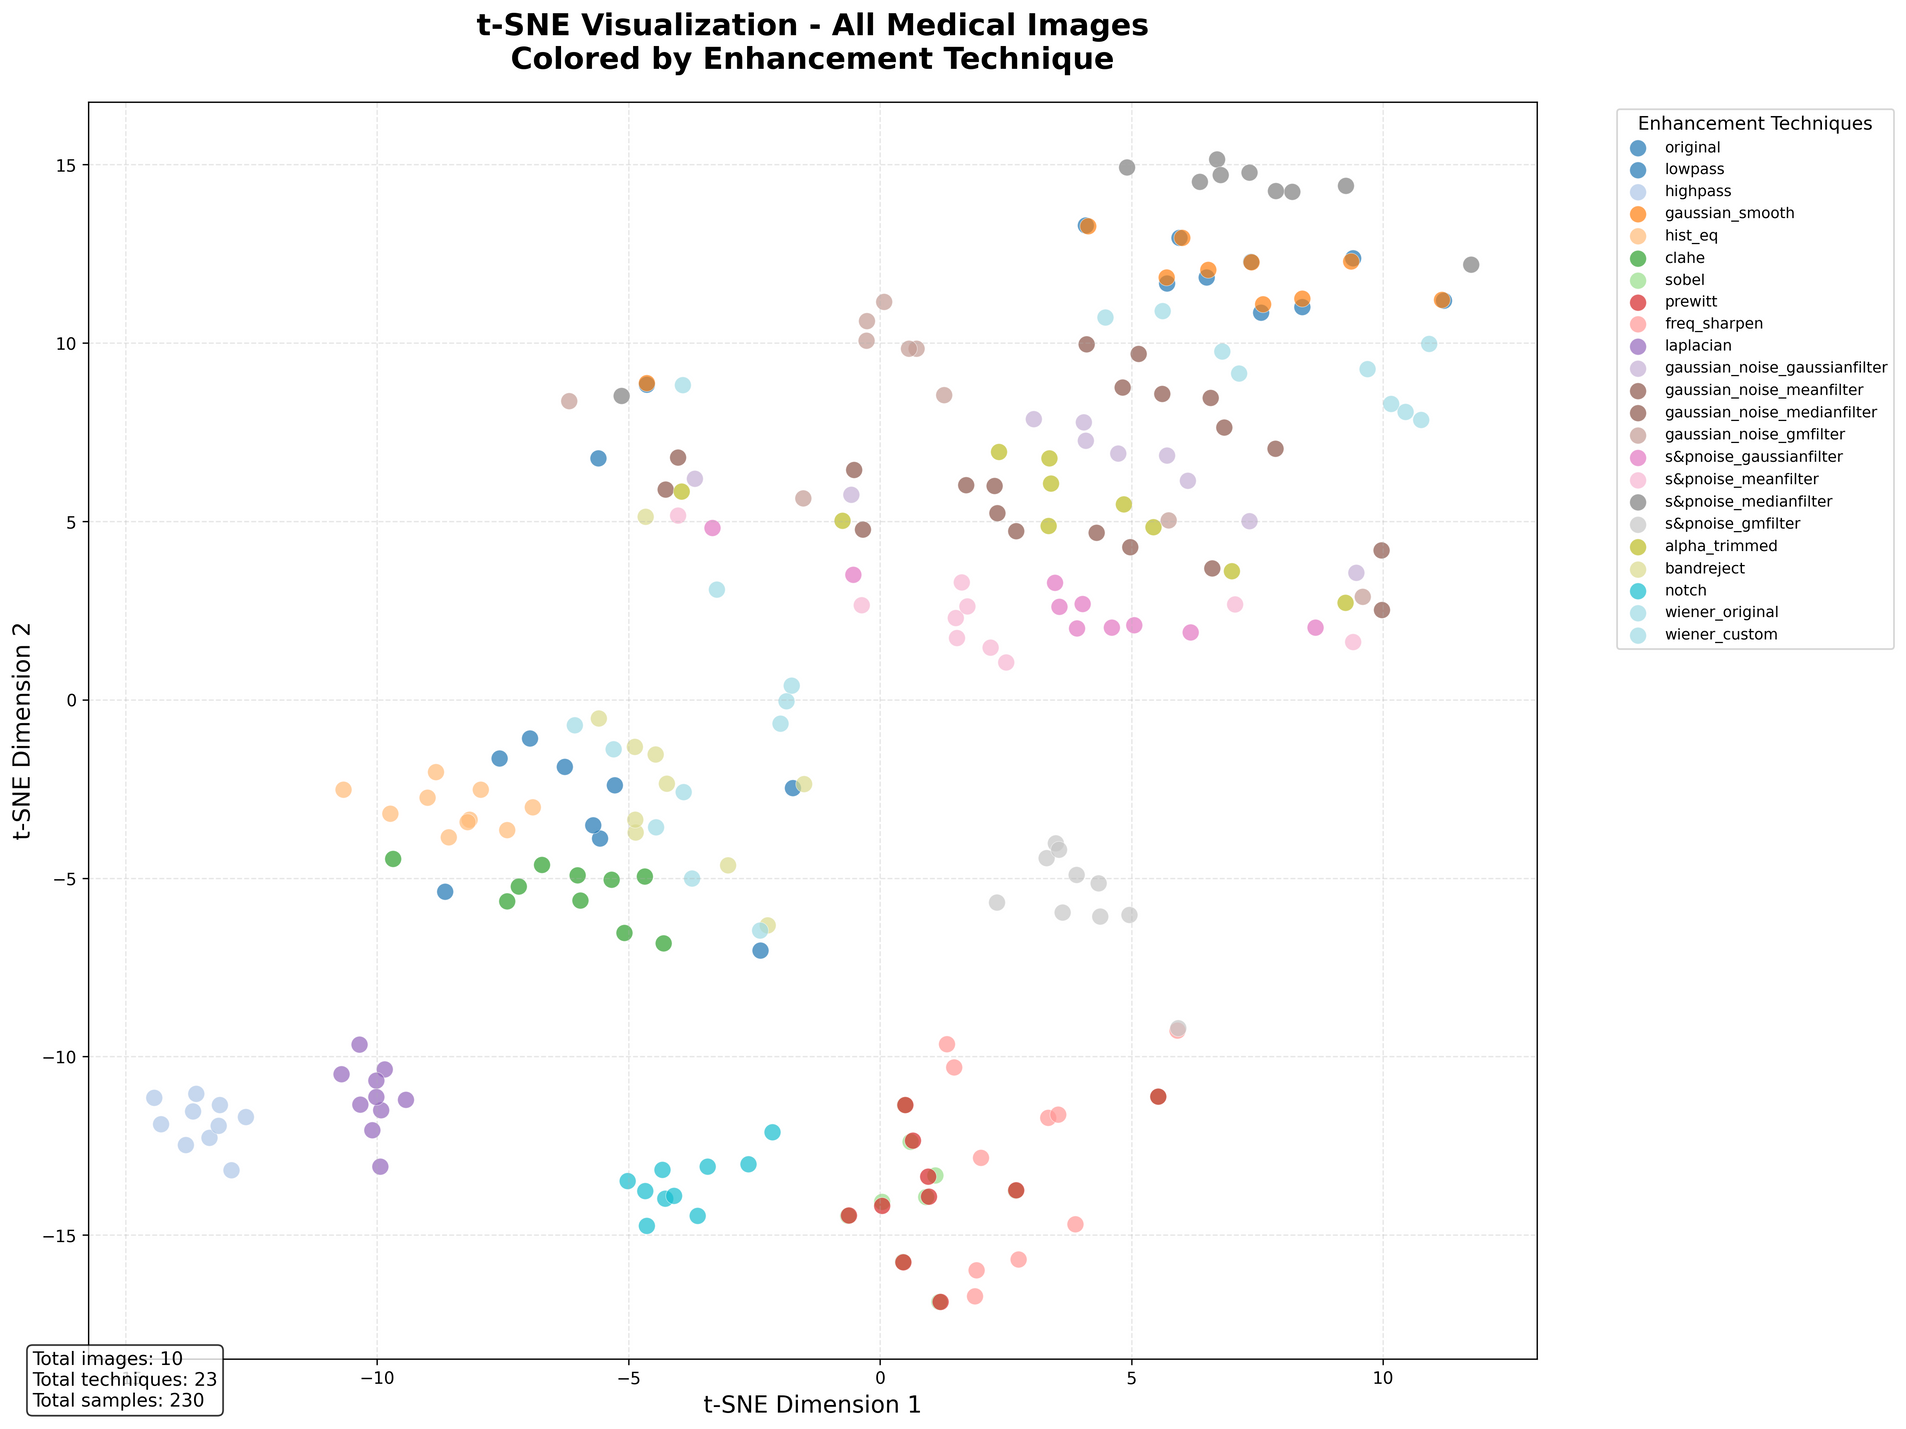 t-SNE Visualization - All Medical Images
Colored by Enhancement Technique
Enhancement Techniques
original
lowpass
highpass
gaussian_smooth
hist_eq
clahe
sobel
prewitt
freq_sharpen
laplacian
gaussian_noise_gaussianfilter
gaussian_noise_meanfilter
gaussian_noise_medianfilter
gaussian_noise_gmfilter
s&pnoise_gaussianfilter
s&pnoise_meanfilter
s&pnoise_medianfilter
s&pnoise_gmfilter
alpha_trimmed
bandreject
notch
wiener_original
wiener_custom
t-SNE Dimension 2
15
10
5
0
−5
−10
−15
−10
−5
0
5
10
t-SNE Dimension 1
Total images: 10
Total techniques: 23
Total samples: 230